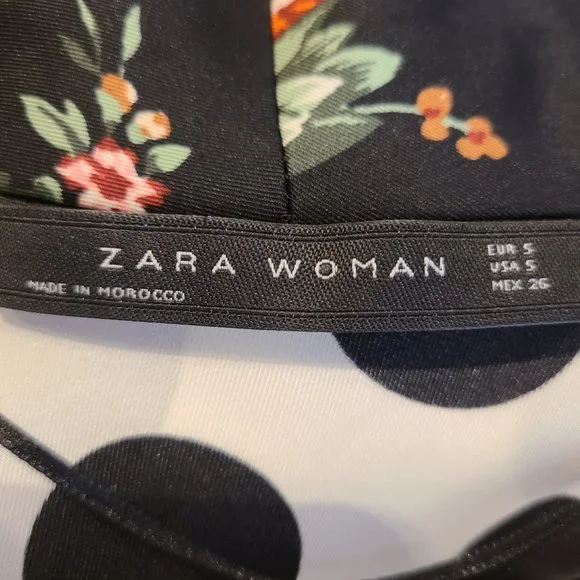 ZARA WOMAN
MADE IN MOROCCO
EUR S
USA S
MEX 26